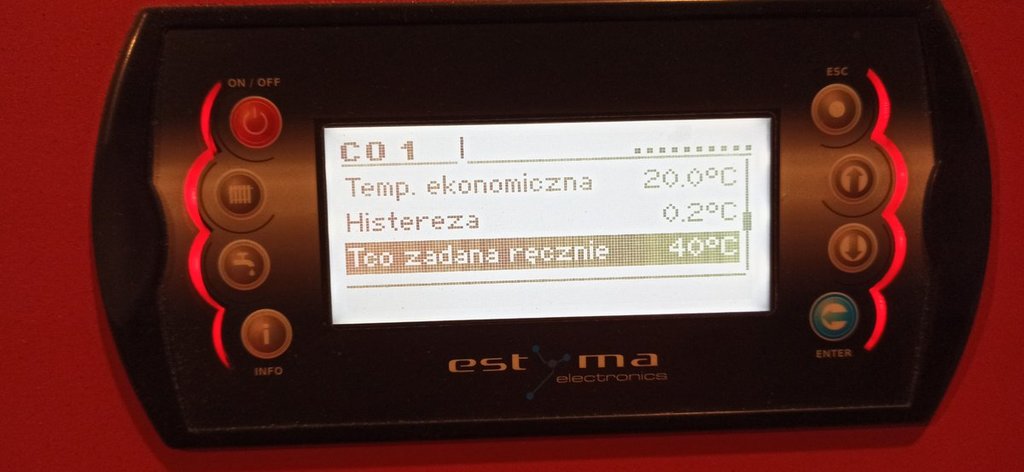 ON / OFF
ESC
CO 1
Temp. ekonomiczna 20.0°C
Histereza 0.2°C
Tco zadana ręcznie 40°C
INFO
ENTER
estyma
electronics